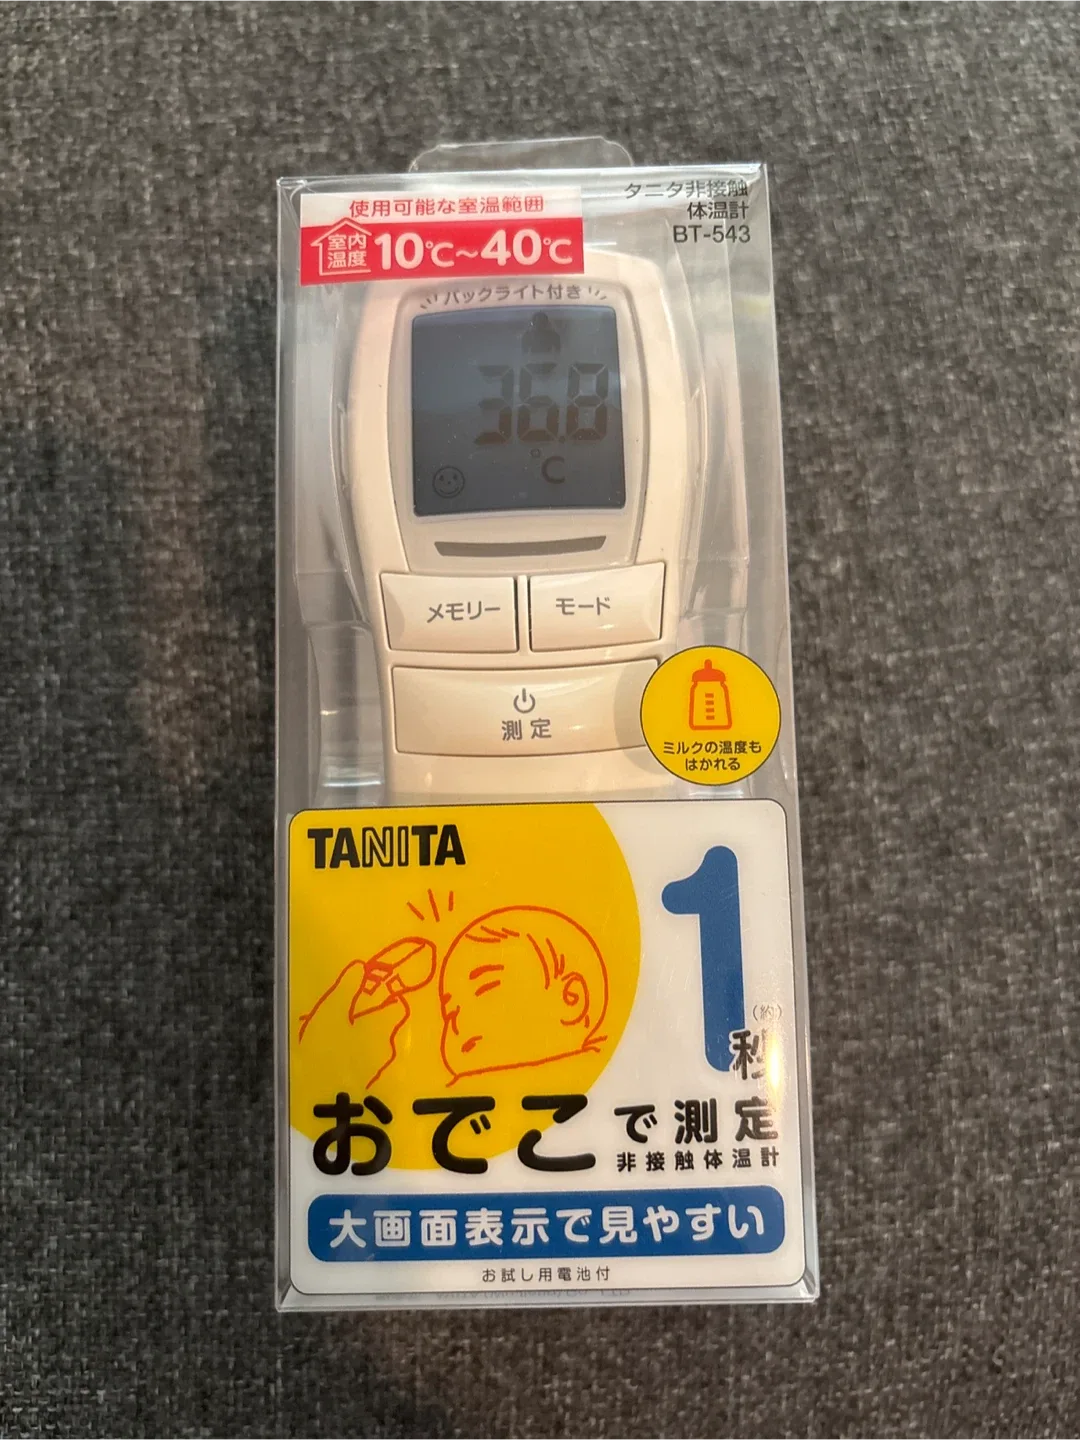 使用可能な室温範囲
室内温度 10℃~40℃
タニタ非接触
体温計
BT-543
バックライト付き
36.8
℃
メモリー
モード
測定
ミルクの温度も
はかれる
TANITA
1(約)秒
おでこで測定
非接触体温計
大画面表示で見やすい
お試し用電池付